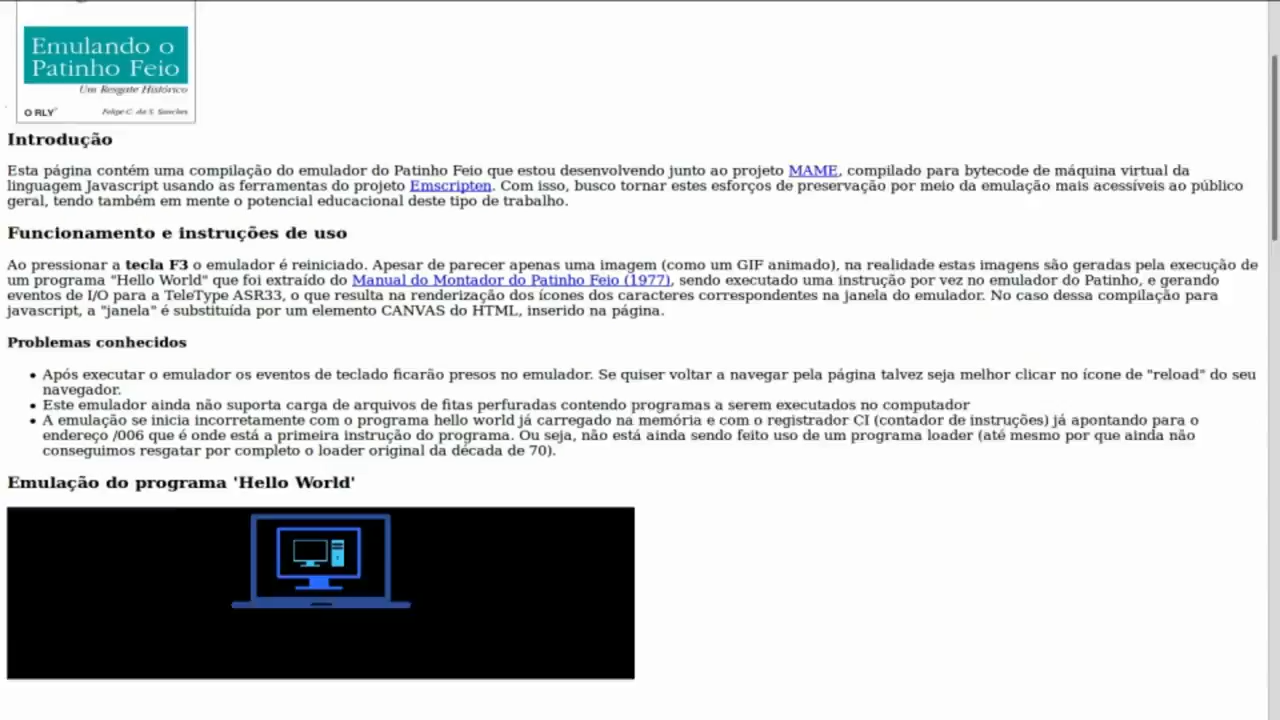 Emulando o
Patinho Feio
Um Resgate Histórico
O RLY
Felipe C. da S. Sanches
Introdução
Esta página contém uma compilação do emulador do Patinho Feio que estou desenvolvendo junto ao projeto MAME, compilado para bytecode de máquina virtual da
linguagem Javascript usando as ferramentas do projeto Emscripten. Com isso, busco tornar estes esforços de preservação por meio da emulação mais acessíveis ao público
geral, tendo também em mente o potencial educacional deste tipo de trabalho.
Funcionamento e instruções de uso
Ao pressionar a tecla F3 o emulador é reiniciado. Apesar de parecer apenas uma imagem (como um GIF animado), na realidade estas imagens são geradas pela execução de
um programa "Hello World" que foi extraído do Manual do Montador do Patinho Feio (1977), sendo executado uma instrução por vez no emulador do Patinho, e gerando
eventos de I/O para a TeleType ASR33, o que resulta na renderização dos ícones dos caracteres correspondentes na janela do emulador. No caso dessa compilação para
javascript, a "janela" é substituída por um elemento CANVAS do HTML, inserido na página.
Problemas conhecidos
• Após executar o emulador os eventos de teclado ficarão presos no emulador. Se quiser voltar a navegar pela página talvez seja melhor clicar no ícone de "reload" do seu
navegador.
• Este emulador ainda não suporta carga de arquivos de fitas perfuradas contendo programas a serem executados no computador
• A emulação se inicia incorretamente com o programa hello world já carregado na memória e com o registrador CI (contador de instruções) já apontando para o
endereço /006 que é onde está a primeira instrução do programa. Ou seja, não está ainda sendo feito uso de um programa loader (até mesmo por que ainda não
conseguimos resgatar por completo o loader original da década de 70).
Emulação do programa 'Hello World'